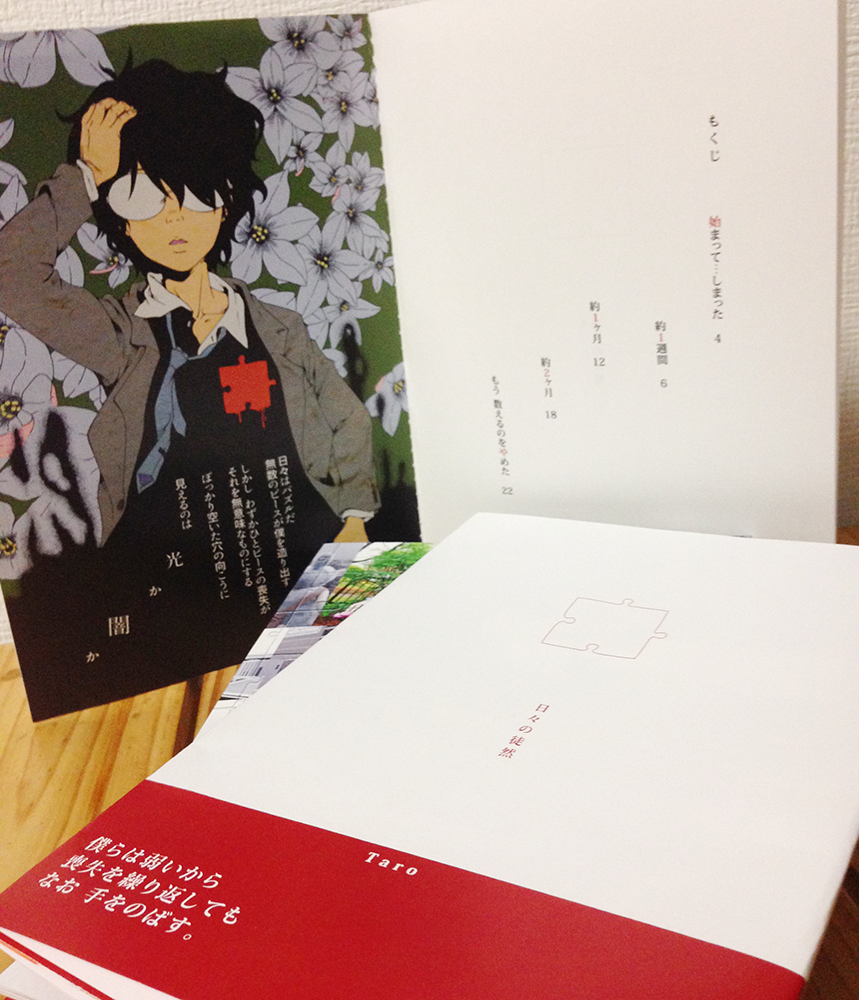 もくじ
始まって…しまった 4
約1週間 6
約1ヶ月 12
約2ヶ月 18
もう 数えるのをやめた 22
日々はパズルだ
無数のピースが僕を造り出す
しかし わずかひとピースの喪失が
それを無意味なものにする
ぽっかり空いた穴の向こうに
見えるのは
光
か
闇
か
日々の徒然
Taro
僕らは弱いから
喪失を繰り返しても
なお 手をのばす。